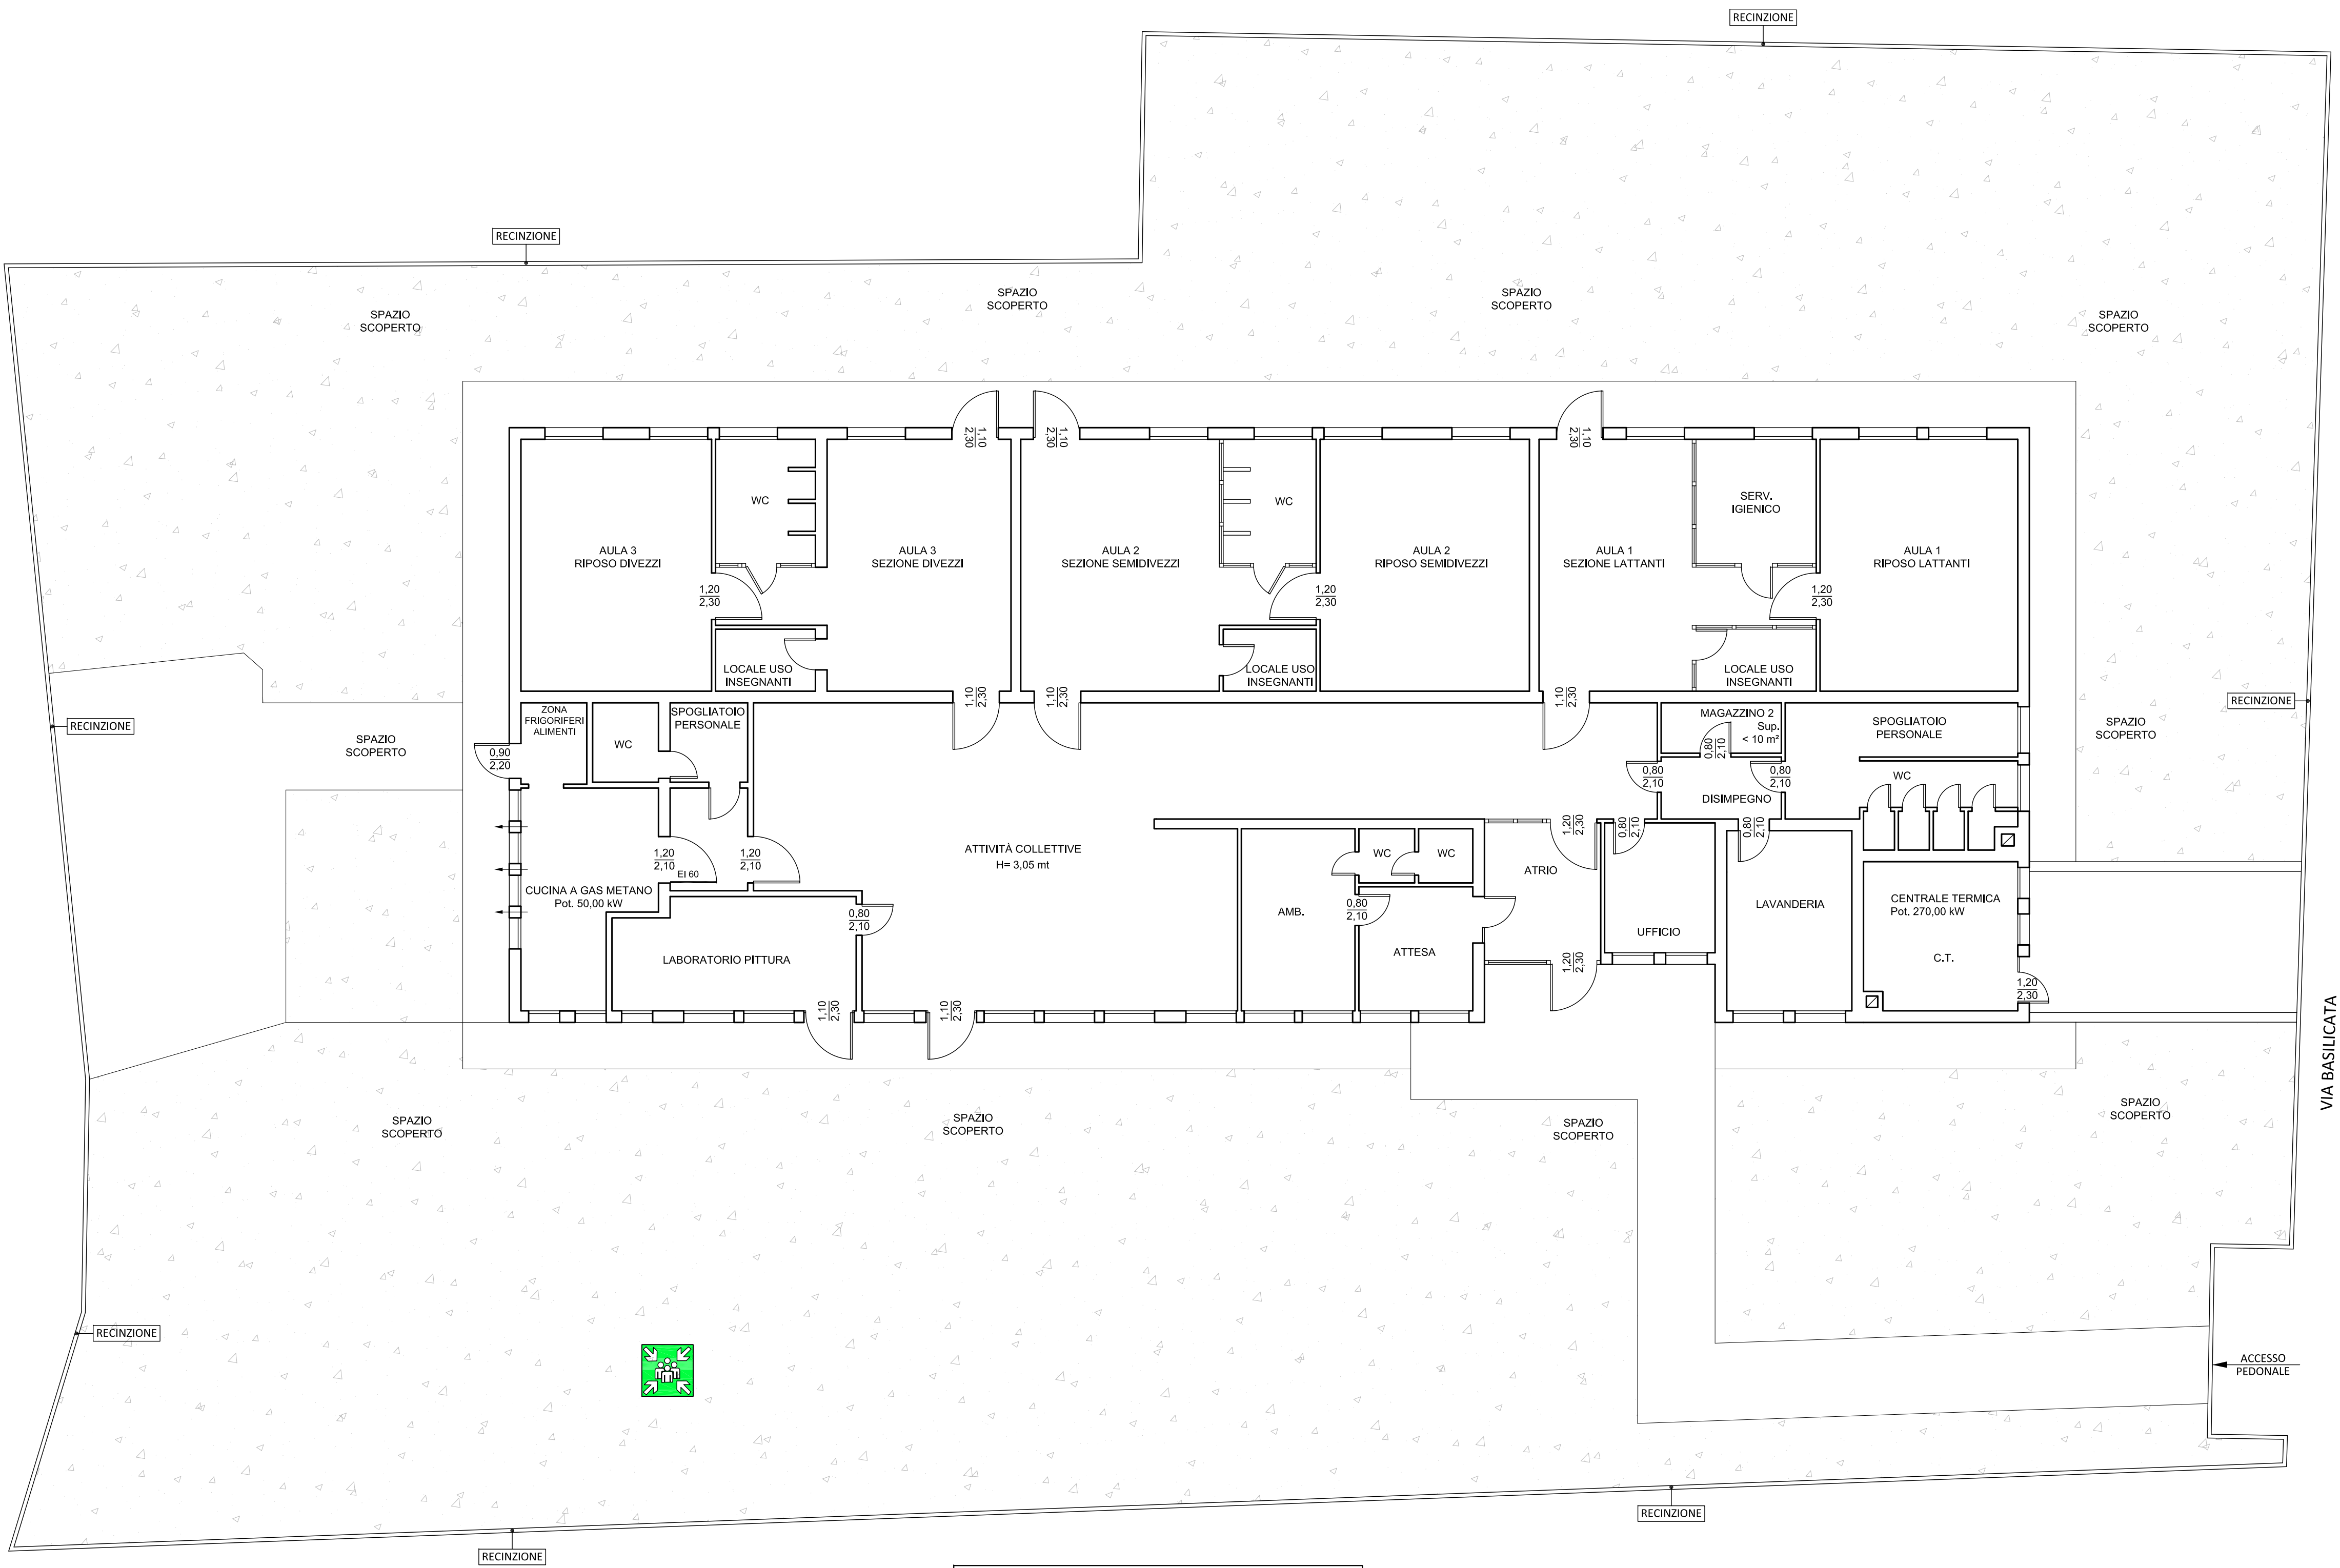 RECINZIONE
RECINZIONE
SPAZIO
SCOPERTO
SPAZIO
SCOPERTO
SPAZIO
SCOPERTO
SPAZIO
SCOPERTO
1,10
2,30
1,10
2,30
1,10
2,30
WC
WC
SERV.
IGIENICO
AULA 3
RIPOSO DIVEZZI
AULA 3
SEZIONE DIVEZZI
AULA 2
SEZIONE SEMIDIVEZZI
AULA 2
RIPOSO SEMIDIVEZZI
AULA 1
SEZIONE LATTANTI
AULA 1
RIPOSO LATTANTI
1,20
2,30
1,20
2,30
1,20
2,30
LOCALE USO
INSEGNANTI
LOCALE USO
INSEGNANTI
LOCALE USO
INSEGNANTI
1,10
2,30
1,10
2,30
1,10
2,30
RECINZIONE
RECINZIONE
SPAZIO
SCOPERTO
0,90
2,20
ZONA
FRIGORIFERI
ALIMENTI
WC
SPOGLIATOIO
PERSONALE
MAGAZZINO 2
Sup.
< 10 m²
0,80
2,10
SPOGLIATOIO
PERSONALE
SPAZIO
SCOPERTO
0,80
2,10
0,80
2,10
WC
DISIMPEGNO
1,20
2,30
0,80
2,10
0,80
2,10
1,20
2,10
EI 60
1,20
2,10
ATTIVITÀ COLLETTIVE
H= 3,05 mt
WC
WC
ATRIO
CUCINA A GAS METANO
Pot. 50,00 kW
0,80
2,10
AMB.
0,80
2,10
LAVANDERIA
CENTRALE TERMICA
Pot. 270,00 kW
UFFICIO
LABORATORIO PITTURA
ATTESA
C.T.
1,20
2,30
1,20
2,30
1,10
2,30
1,10
2,30
VIA BASILICATA
SPAZIO
SCOPERTO
SPAZIO
SCOPERTO
SPAZIO
SCOPERTO
SPAZIO
SCOPERTO
RECINZIONE
ACCESSO
PEDONALE
RECINZIONE
RECINZIONE